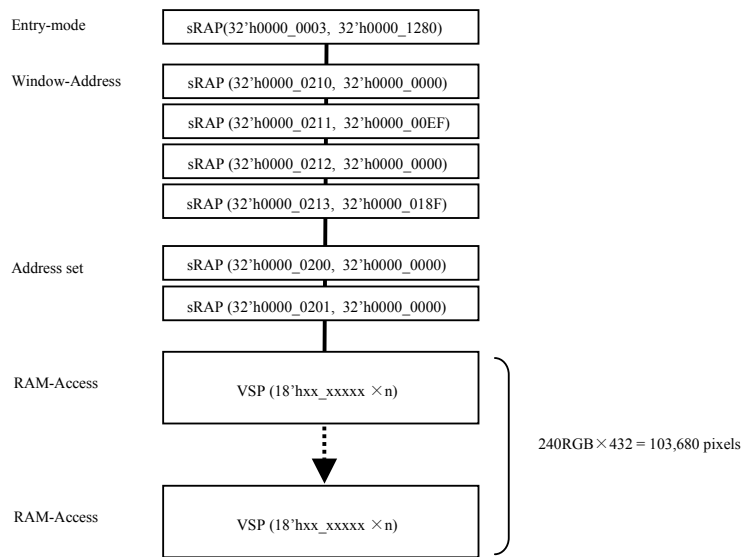 Entry-mode
sRAP(32'h0000_0003, 32'h0000_1280)
Window-Address
sRAP (32'h0000_0210, 32'h0000_0000)
sRAP (32'h0000_0211, 32'h0000_00EF)
sRAP (32'h0000_0212, 32'h0000_0000)
sRAP (32'h0000_0213, 32'h0000_018F)
Address set
sRAP (32'h0000_0200, 32'h0000_0000)
sRAP (32'h0000_0201, 32'h0000_0000)
RAM-Access
VSP (18'hxx_xxxxx ×n)
240RGB×432 = 103,680 pixels
RAM-Access
VSP (18'hxx_xxxxx ×n)